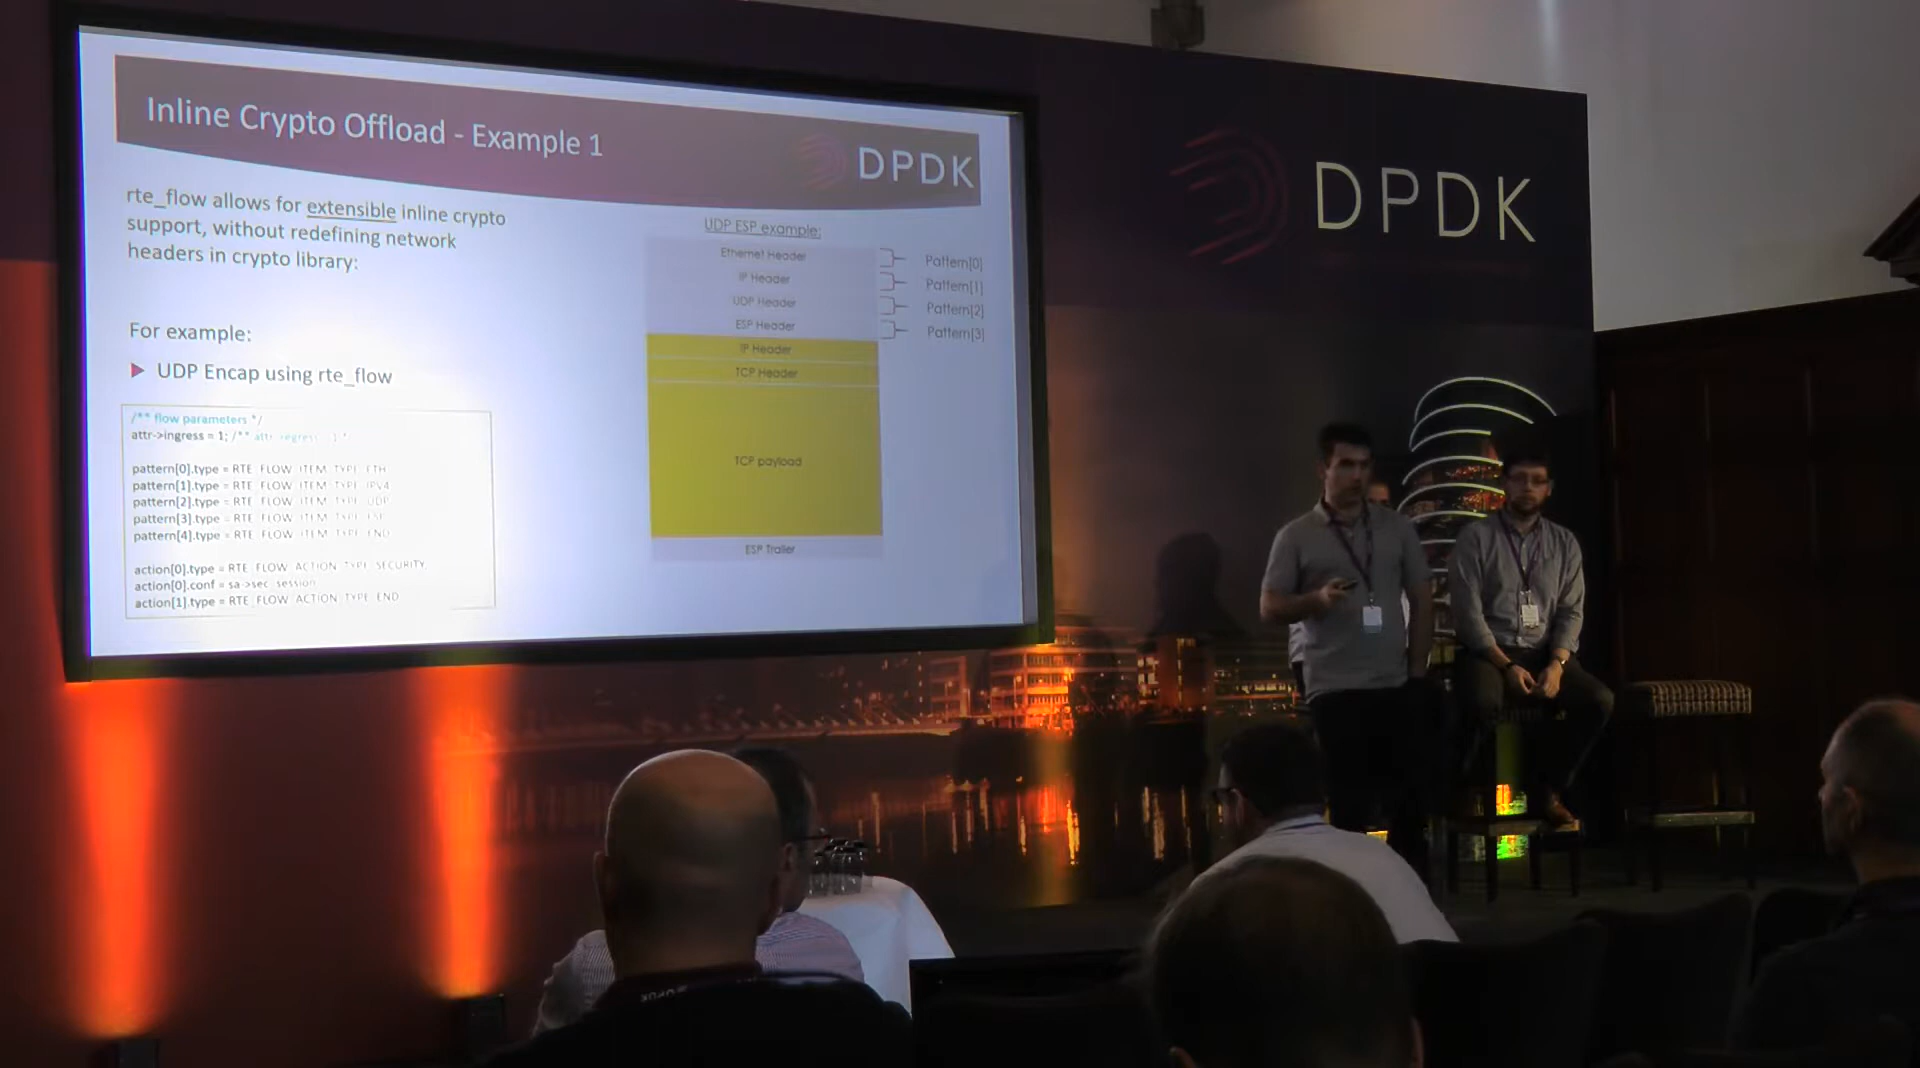 Inline Crypto Offload - Example 1
DPDK
rte_flow allows for extensible inline crypto
support, without redefining network
headers in crypto library:
For example:
UDP Encap using rte_flow
/** flow parameters */
attr->ingress = 1; /** attr->egress = 1 *
pattern[0].type = RTE_FLOW_ITEM_TYPE_ETH
pattern[1].type = RTE_FLOW_ITEM_TYPE_IPV4
pattern[2].type = RTE_FLOW_ITEM_TYPE_UDP
pattern[3].type = RTE_FLOW_ITEM_TYPE_ESP
pattern[4].type = RTE_FLOW_ITEM_TYPE_END
action[0].type = RTE_FLOW_ACTION_TYPE_SECURITY
action[0].conf = sa->sec_session
action[1].type = RTE_FLOW_ACTION_TYPE_END
UDP ESP example:
Ethernet Header
Pattern[0]
IP Header
Pattern[1]
UDP Header
Pattern[2]
ESP Header
Pattern[3]
IP Header
TCP Header
TCP payload
ESP Trailer
DPDK